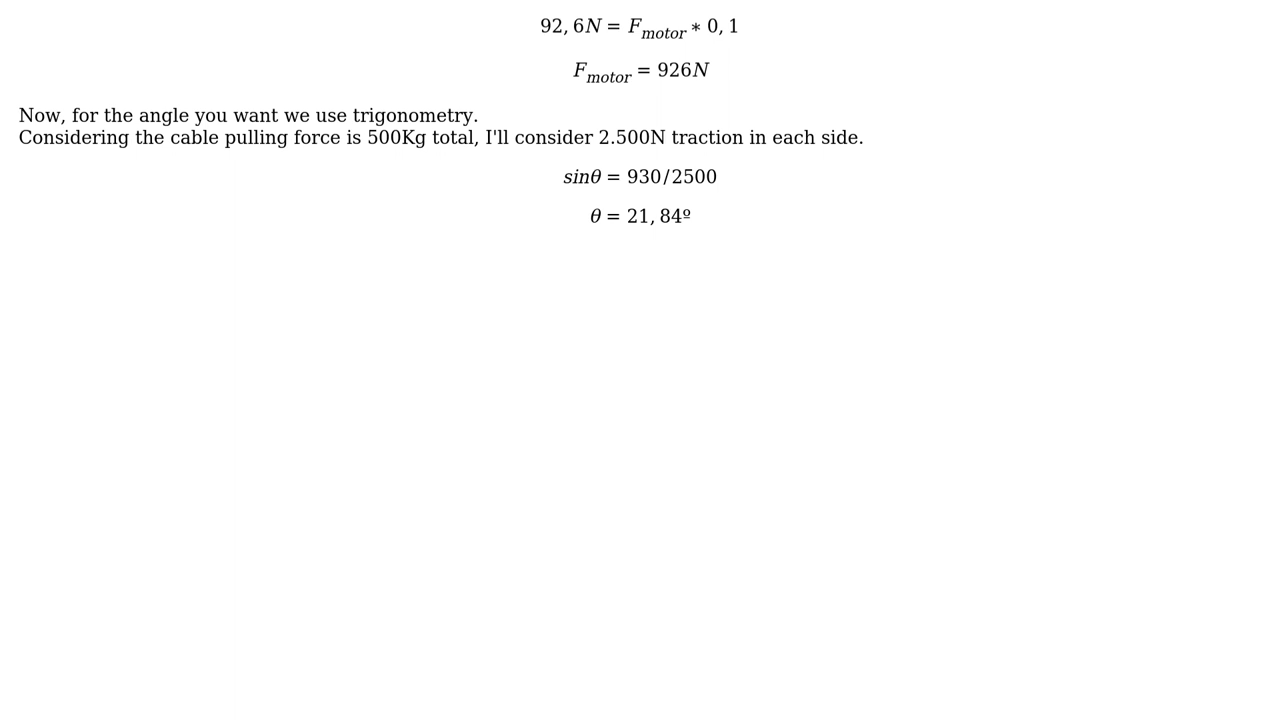 92, 6N = F_motor ∗ 0, 1
F_motor = 926N
Now, for the angle you want we use trigonometry.
Considering the cable pulling force is 500Kg total, I'll consider 2.500N traction in each side.
sinθ = 930/2500
θ = 21, 84º